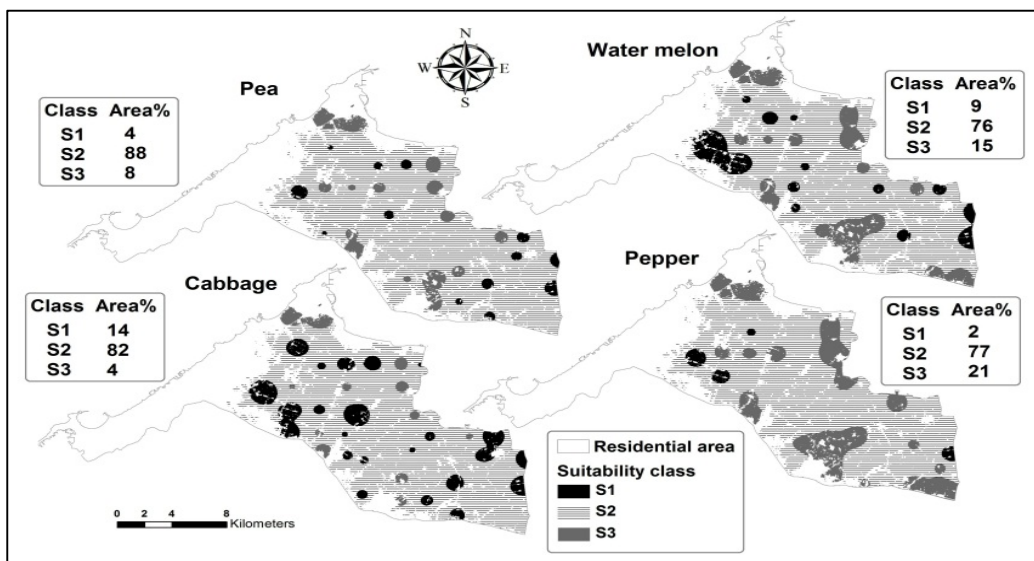 N
W E
S
Pea
Class Area%
S1 4
S2 88
S3 8
Water melon
Class Area%
S1 9
S2 76
S3 15
Cabbage
Class Area%
S1 14
S2 82
S3 4
Pepper
Class Area%
S1 2
S2 77
S3 21
Residential area
Suitability class
S1
S2
S3
0 2 4 8
Kilometers